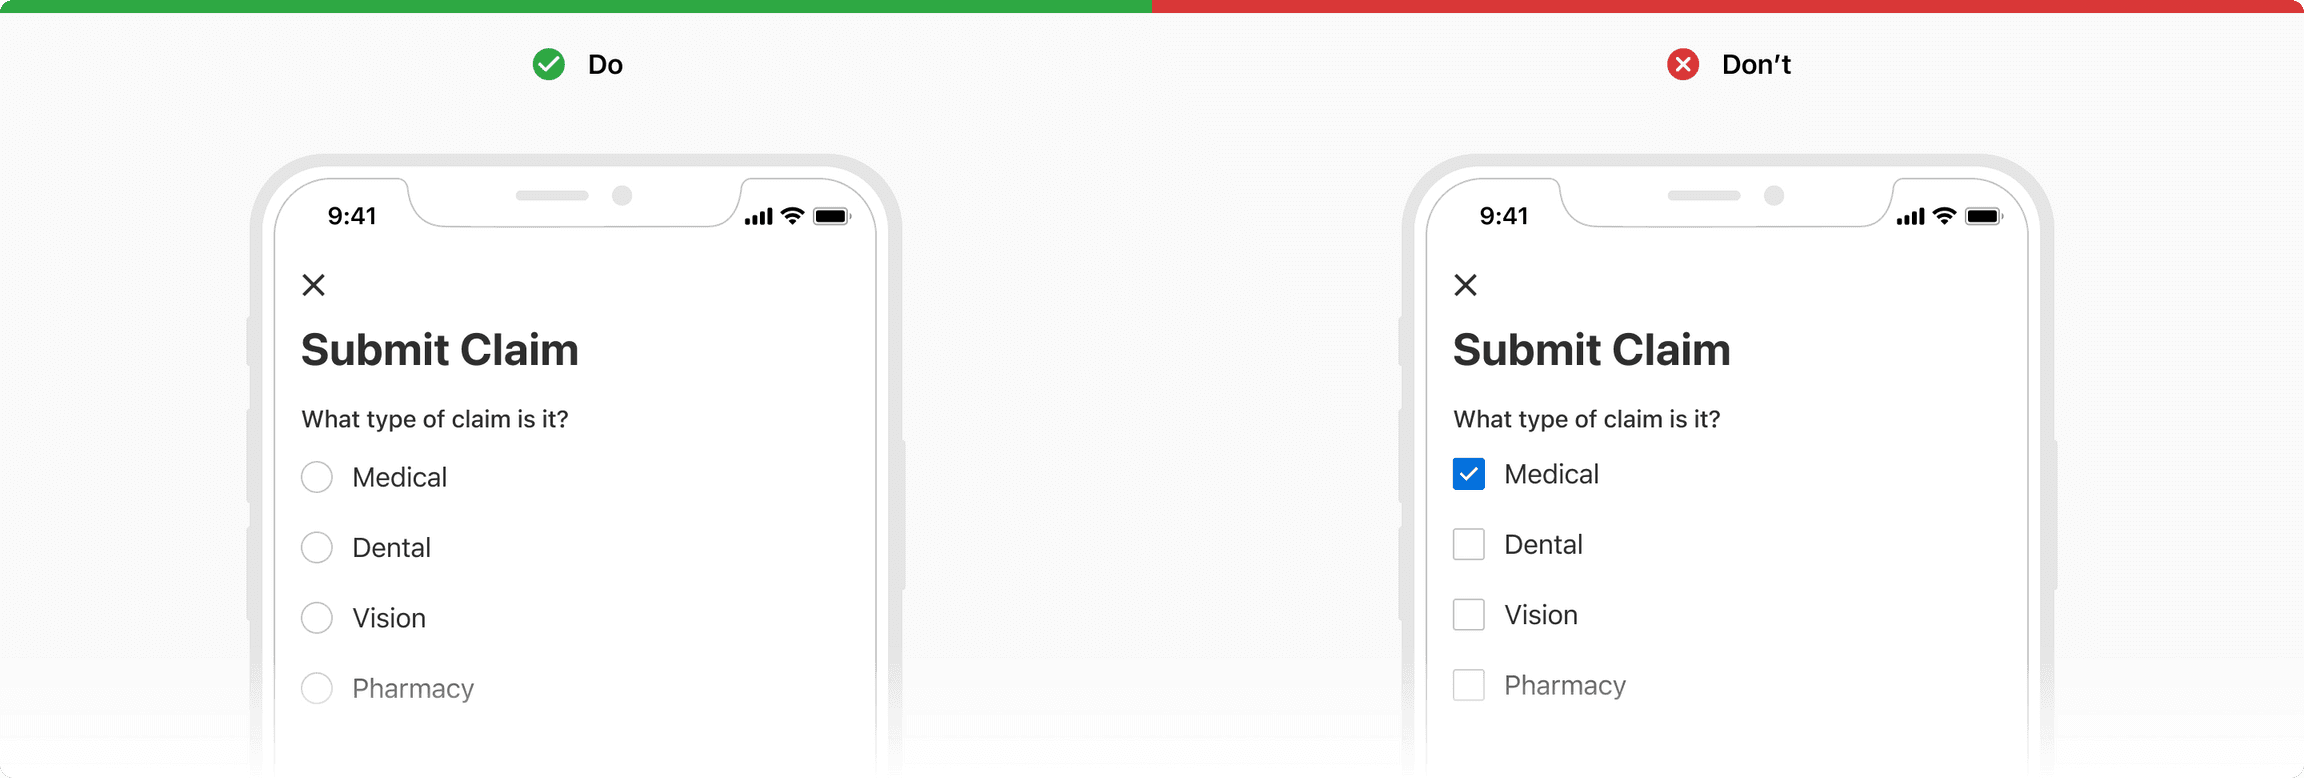 Do
9:41
Submit Claim
What type of claim is it?
Medical
Dental
Vision
Pharmacy
Don’t
9:41
Submit Claim
What type of claim is it?
Medical
Dental
Vision
Pharmacy